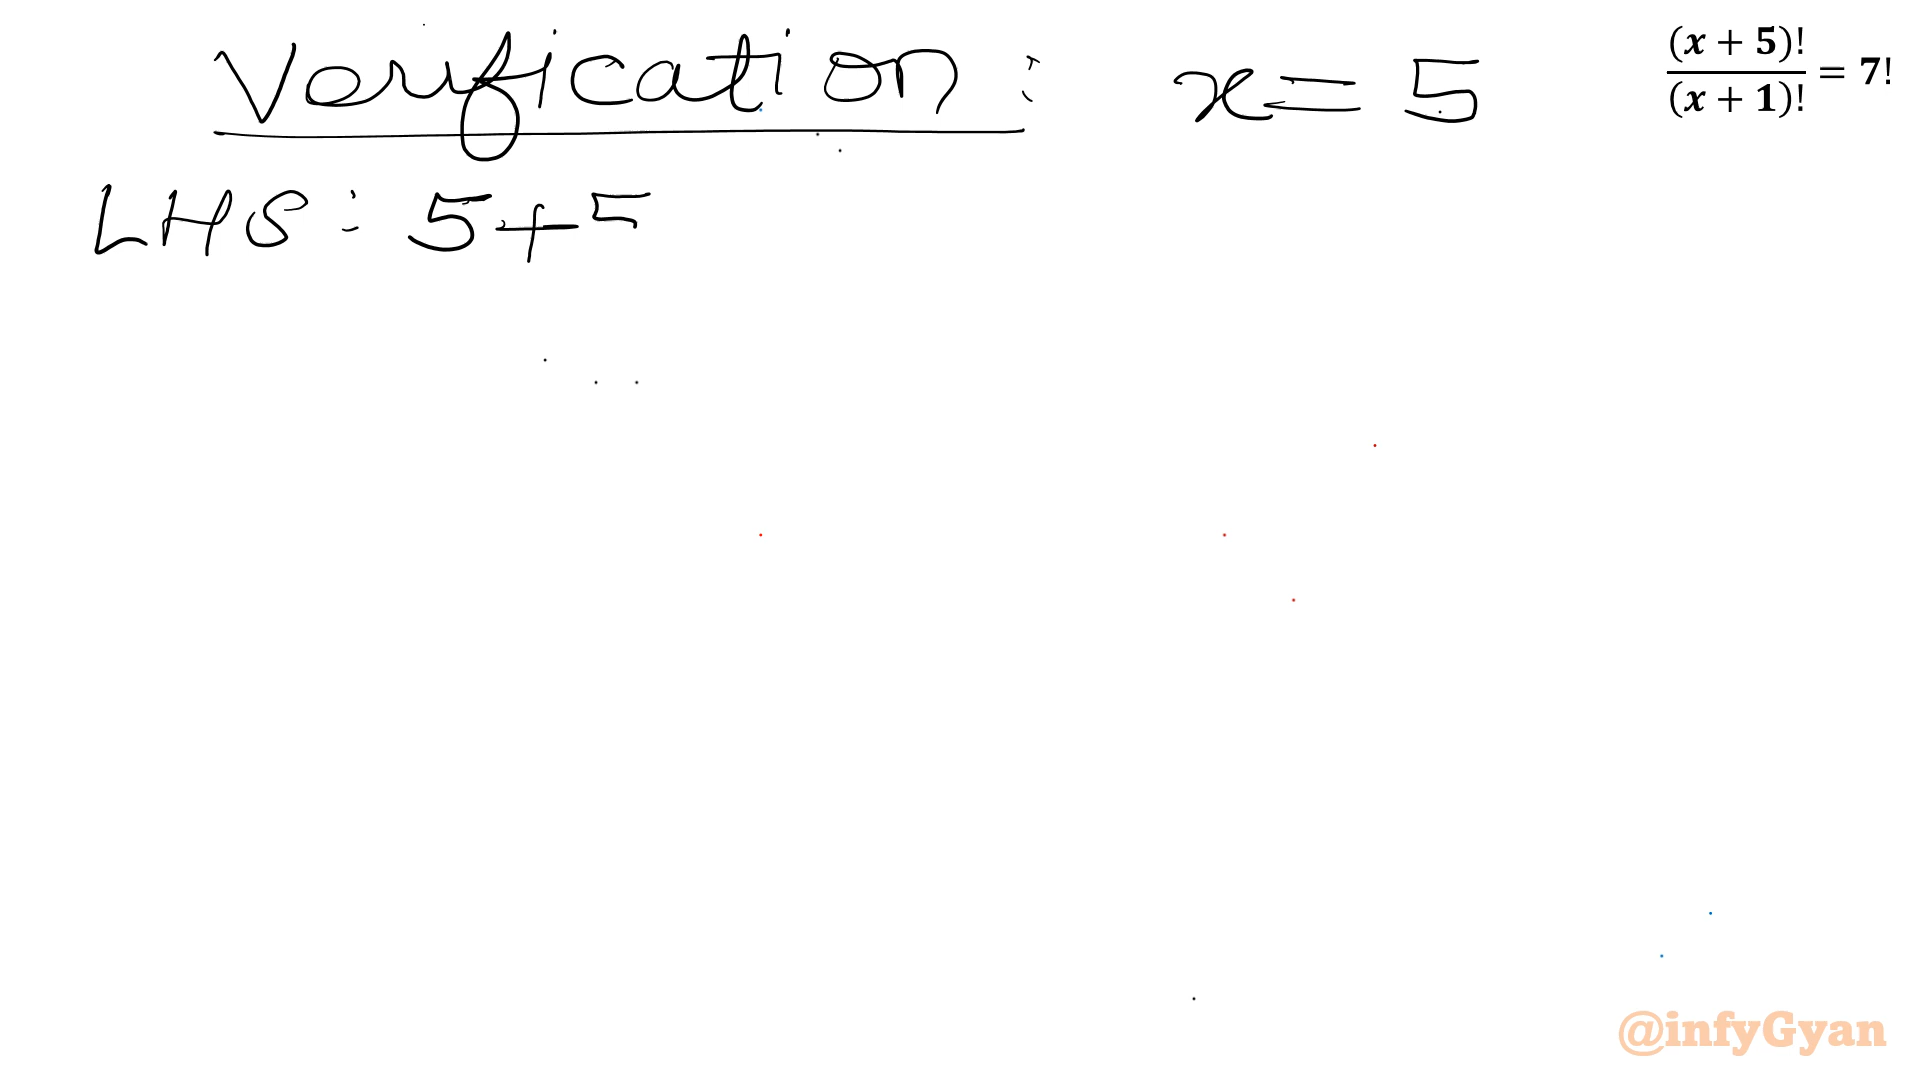 Verification: x = 5
(x + 5)!
(x + 1)! = 7!
LHS: 5+5
@infyGyan